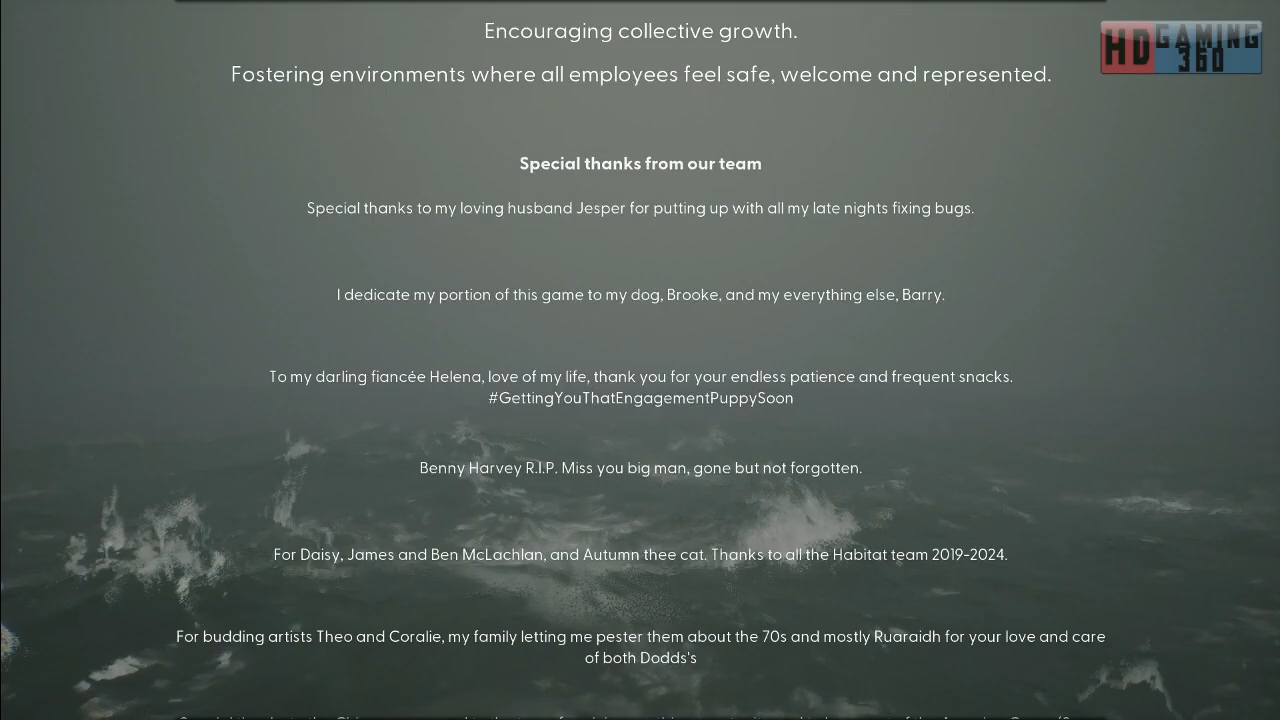 Encouraging collective growth.
HD GAMING 360
Fostering environments where all employees feel safe, welcome and represented.
Special thanks from our team
Special thanks to my loving husband Jesper for putting up with all my late nights fixing bugs.
I dedicate my portion of this game to my dog, Brooke, and my everything else, Barry.
To my darling fiancée Helena, love of my life, thank you for your endless patience and frequent snacks.
#GettingYouThatEngagementPuppySoon
Benny Harvey R.I.P. Miss you big man, gone but not forgotten.
For Daisy, James and Ben McLachlan, and Autumn thee cat. Thanks to all the Habitat team 2019-2024.
For budding artists Theo and Coralie, my family letting me pester them about the 70s and mostly Ruaraidh for your love and care
of both Dodds's